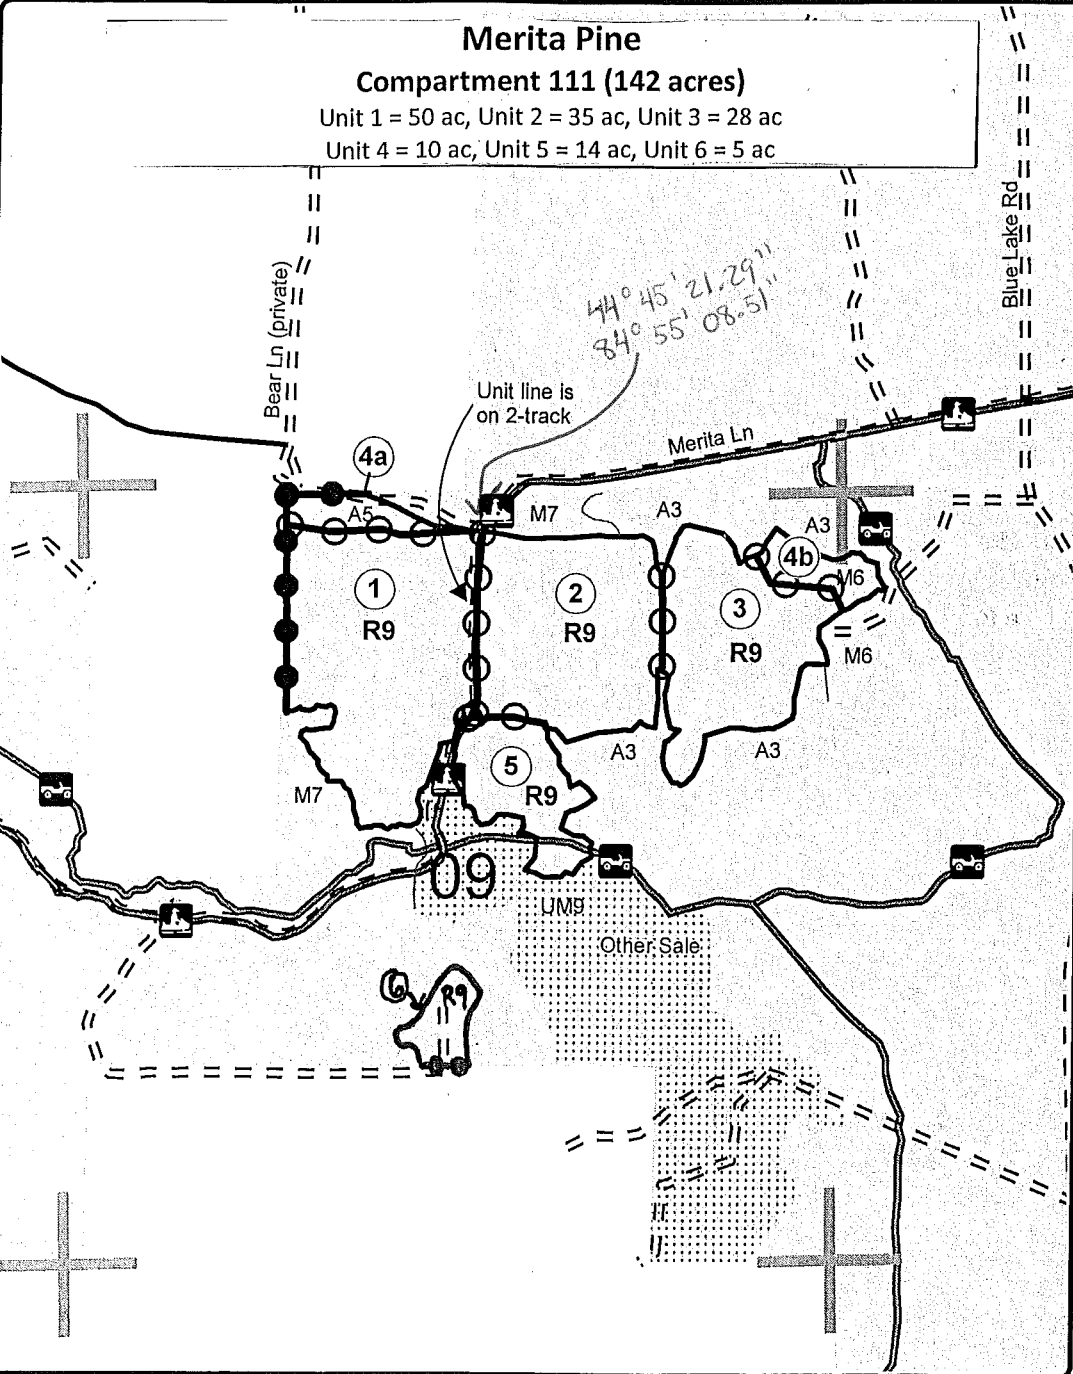 Merita Pine
Compartment 111 (142 acres)
Unit 1 = 50 ac, Unit 2 = 35 ac, Unit 3 = 28 ac
Unit 4 = 10 ac, Unit 5 = 14 ac, Unit 6 = 5 ac
Blue Lake Rd
Bear Ln (private)
44° 45' 21.29"
84° 55' 08.51"
Unit line is
on 2-track
Merita Ln
4a
A5
M7
A3
A3
4b
M6
1
R9
2
R9
3
R9
M6
A3
A3
5
R9
M7
09
UM9
Other Sale
6
R9